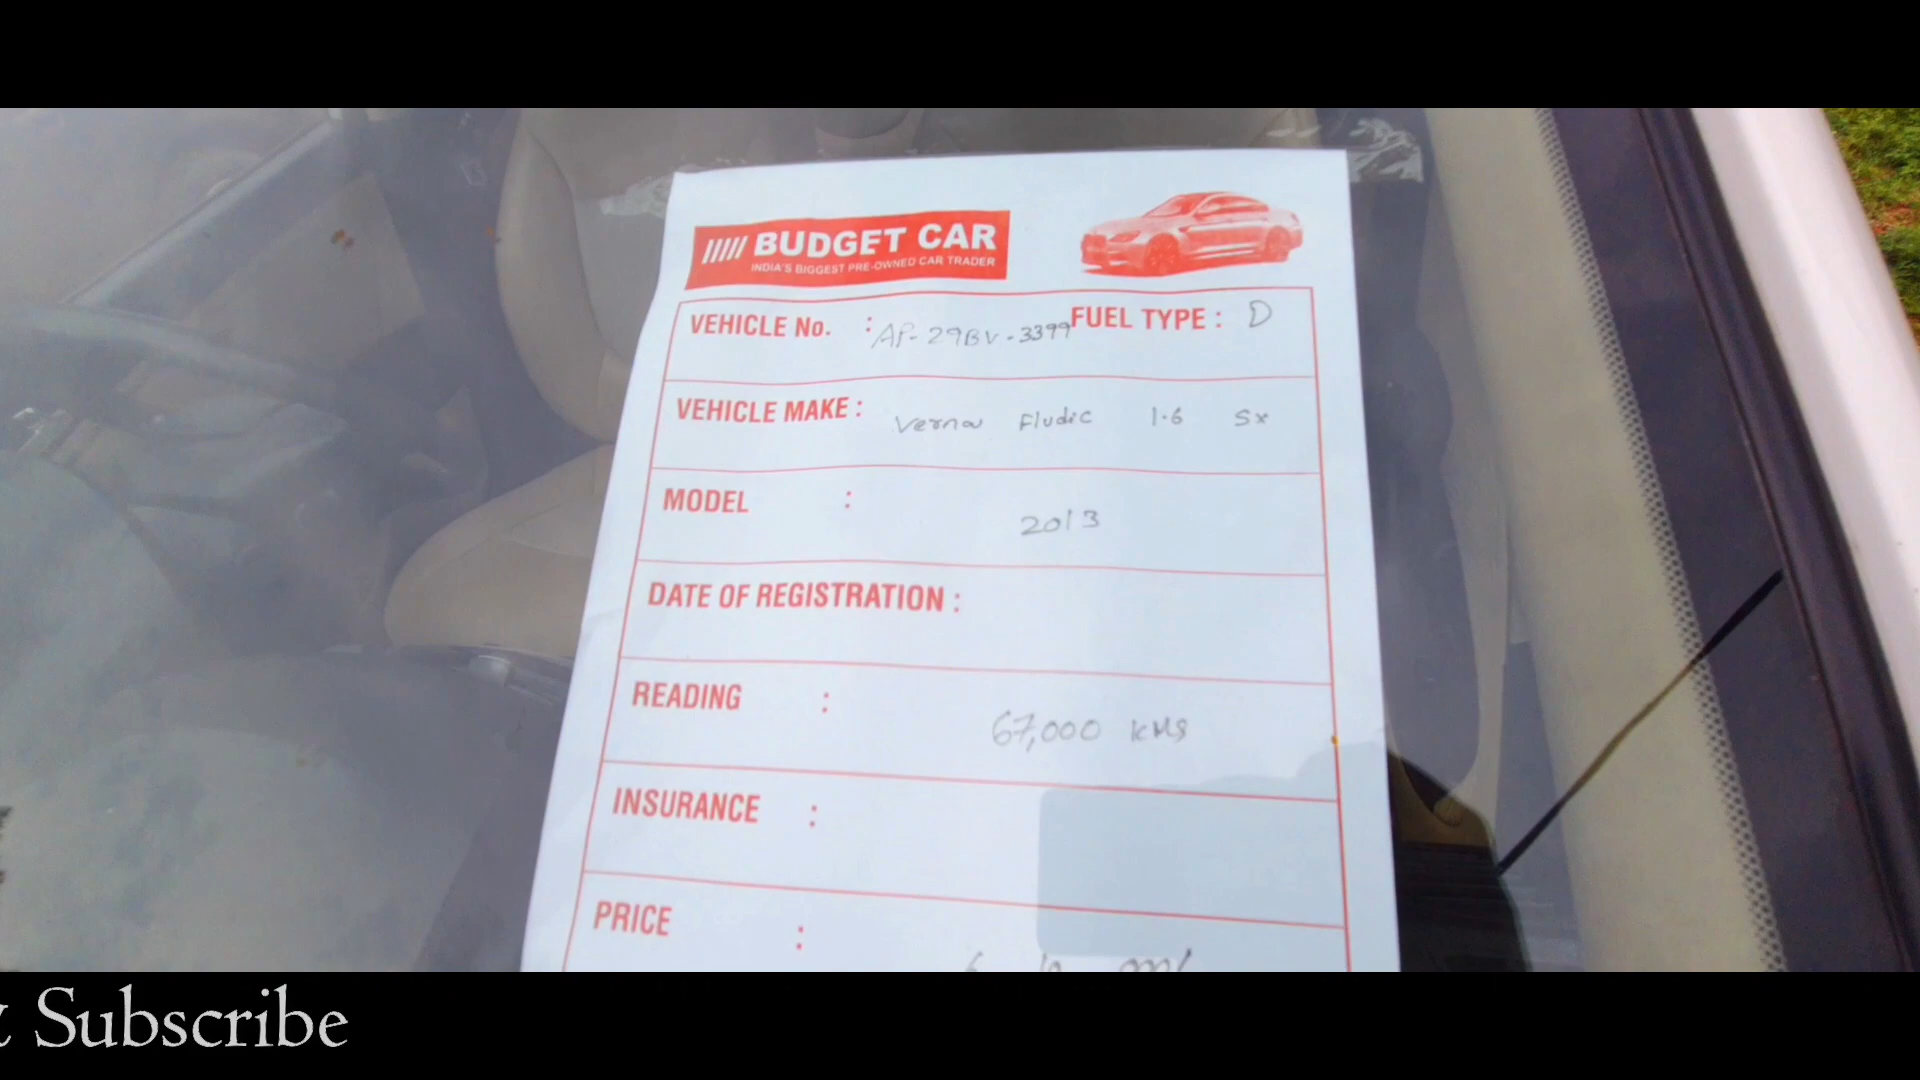 BUDGET CAR
INDIA'S BIGGEST PRE-OWNED CAR TRADER
VEHICLE No. : AP-29BV-3399 FUEL TYPE : D
VEHICLE MAKE : Verna Fludic 1.6 Sx
MODEL : 2013
DATE OF REGISTRATION :
READING : 67,000 KMS
INSURANCE :
PRICE :
Subscribe